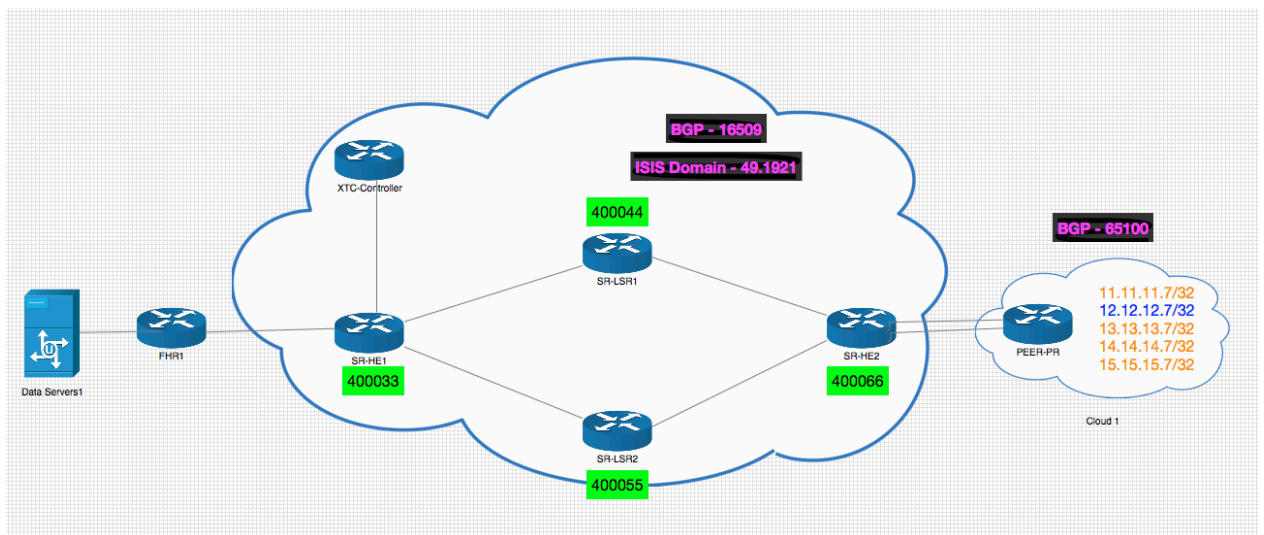 BGP - 16509
ISIS Domain - 49.1921
XTC-Controller
400044
BGP - 65100
SR-LSR1
11.11.11.7/32
12.12.12.7/32
13.13.13.7/32
14.14.14.7/32
15.15.15.7/32
U
FHR1
SR-HE1
SR-HE2
PEER-PR
400033
400066
Data Servers1
Cloud 1
SR-LSR2
400055